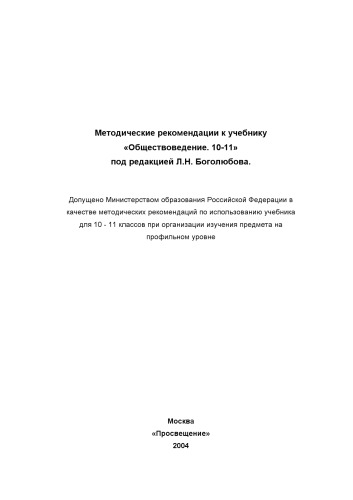 Методические рекомендации к учебнику
«Обществоведение. 10-11»
под редакцией Л.Н. Боголюбова.
Допущено Министерством образования Российской Федерации в
качестве методических рекомендаций по использованию учебника
для 10 - 11 классов при организации изучения предмета на
профильном уровне
Москва
«Просвещение»
2004